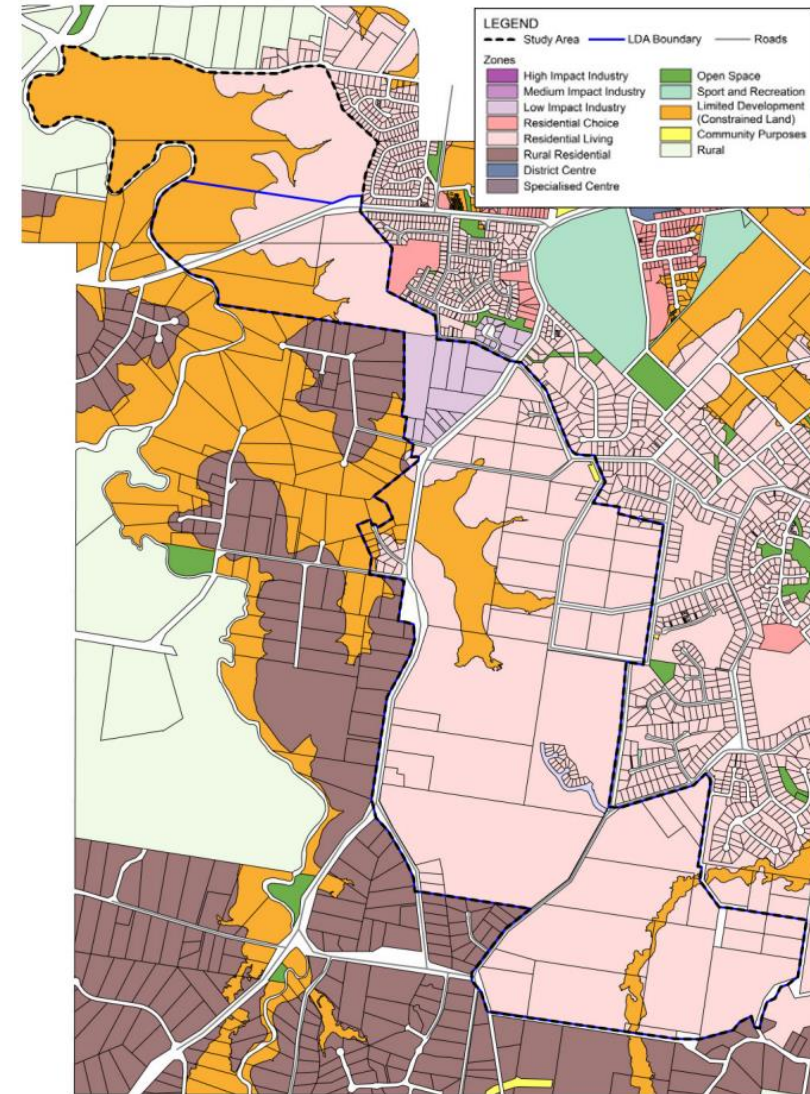 LEGEND
Study Area LDA Boundary Roads
Zones
High Impact Industry
Medium Impact Industry
Low Impact Industry
Residential Choice
Residential Living
Rural Residential
District Centre
Specialised Centre
Open Space
Sport and Recreation
Limited Development
(Constrained Land)
Community Purposes
Rural